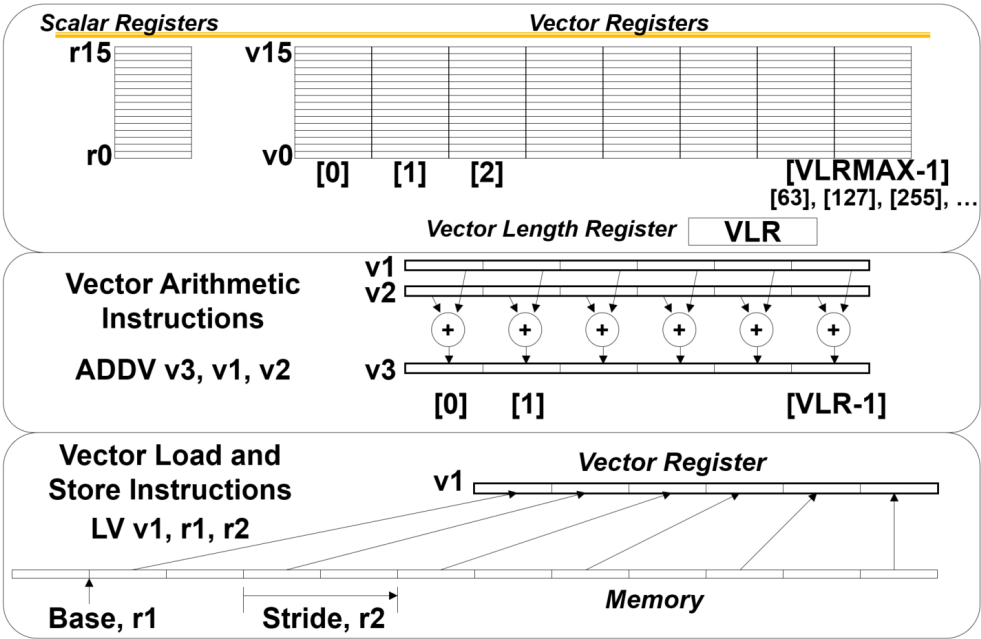 Scalar Registers
Vector Registers
r15
v15
r0
v0
[0]
[1]
[2]
[VLRMAX-1]
[63], [127], [255], …
Vector Length Register
VLR
Vector Arithmetic
Instructions
ADDV v3, v1, v2
v1
v2
+ + + + + +
v3
[0]
[1]
[VLR-1]
Vector Load and
Store Instructions
LV v1, r1, r2
Vector Register
v1
Base, r1
Stride, r2
Memory